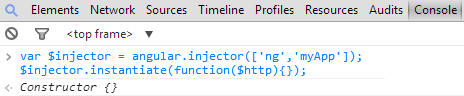 Elements Network Sources Timeline Profiles Resources Audits Console
<top frame>
var $injector = angular.injector(['ng','myApp']);
$injector.instantiate(function($http){});
Constructor {}